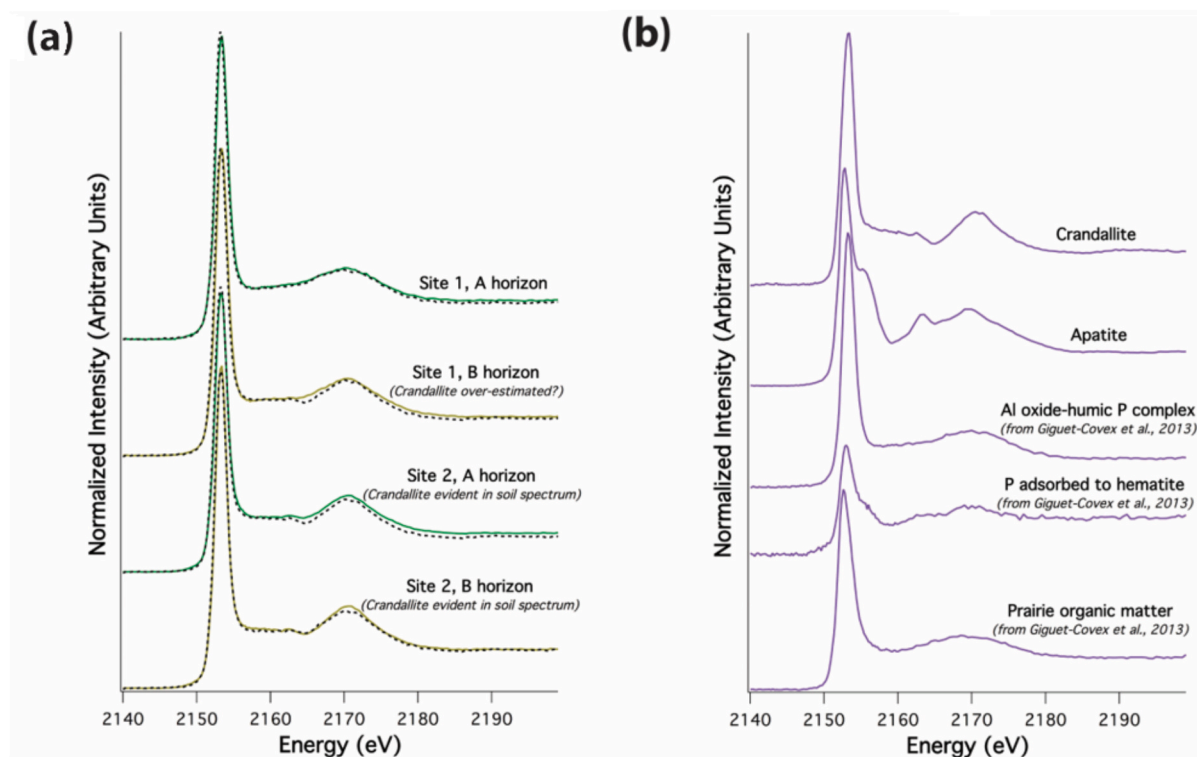 (a)
Normalized Intensity (Arbitrary Units)
Site 1, A horizon
Site 1, B horizon
(Crandallite over-estimated?)
Site 2, A horizon
(Crandallite evident in soil spectrum)
Site 2, B horizon
(Crandallite evident in soil spectrum)
2140 2150 2160 2170 2180 2190
Energy (eV)
(b)
Normalized Intensity (Arbitrary Units)
Crandallite
Apatite
Al oxide-humic P complex
(from Giguet-Covex et al., 2013)
P adsorbed to hematite
(from Giguet-Covex et al., 2013)
Prairie organic matter
(from Giguet-Covex et al., 2013)
2140 2150 2160 2170 2180 2190
Energy (eV)